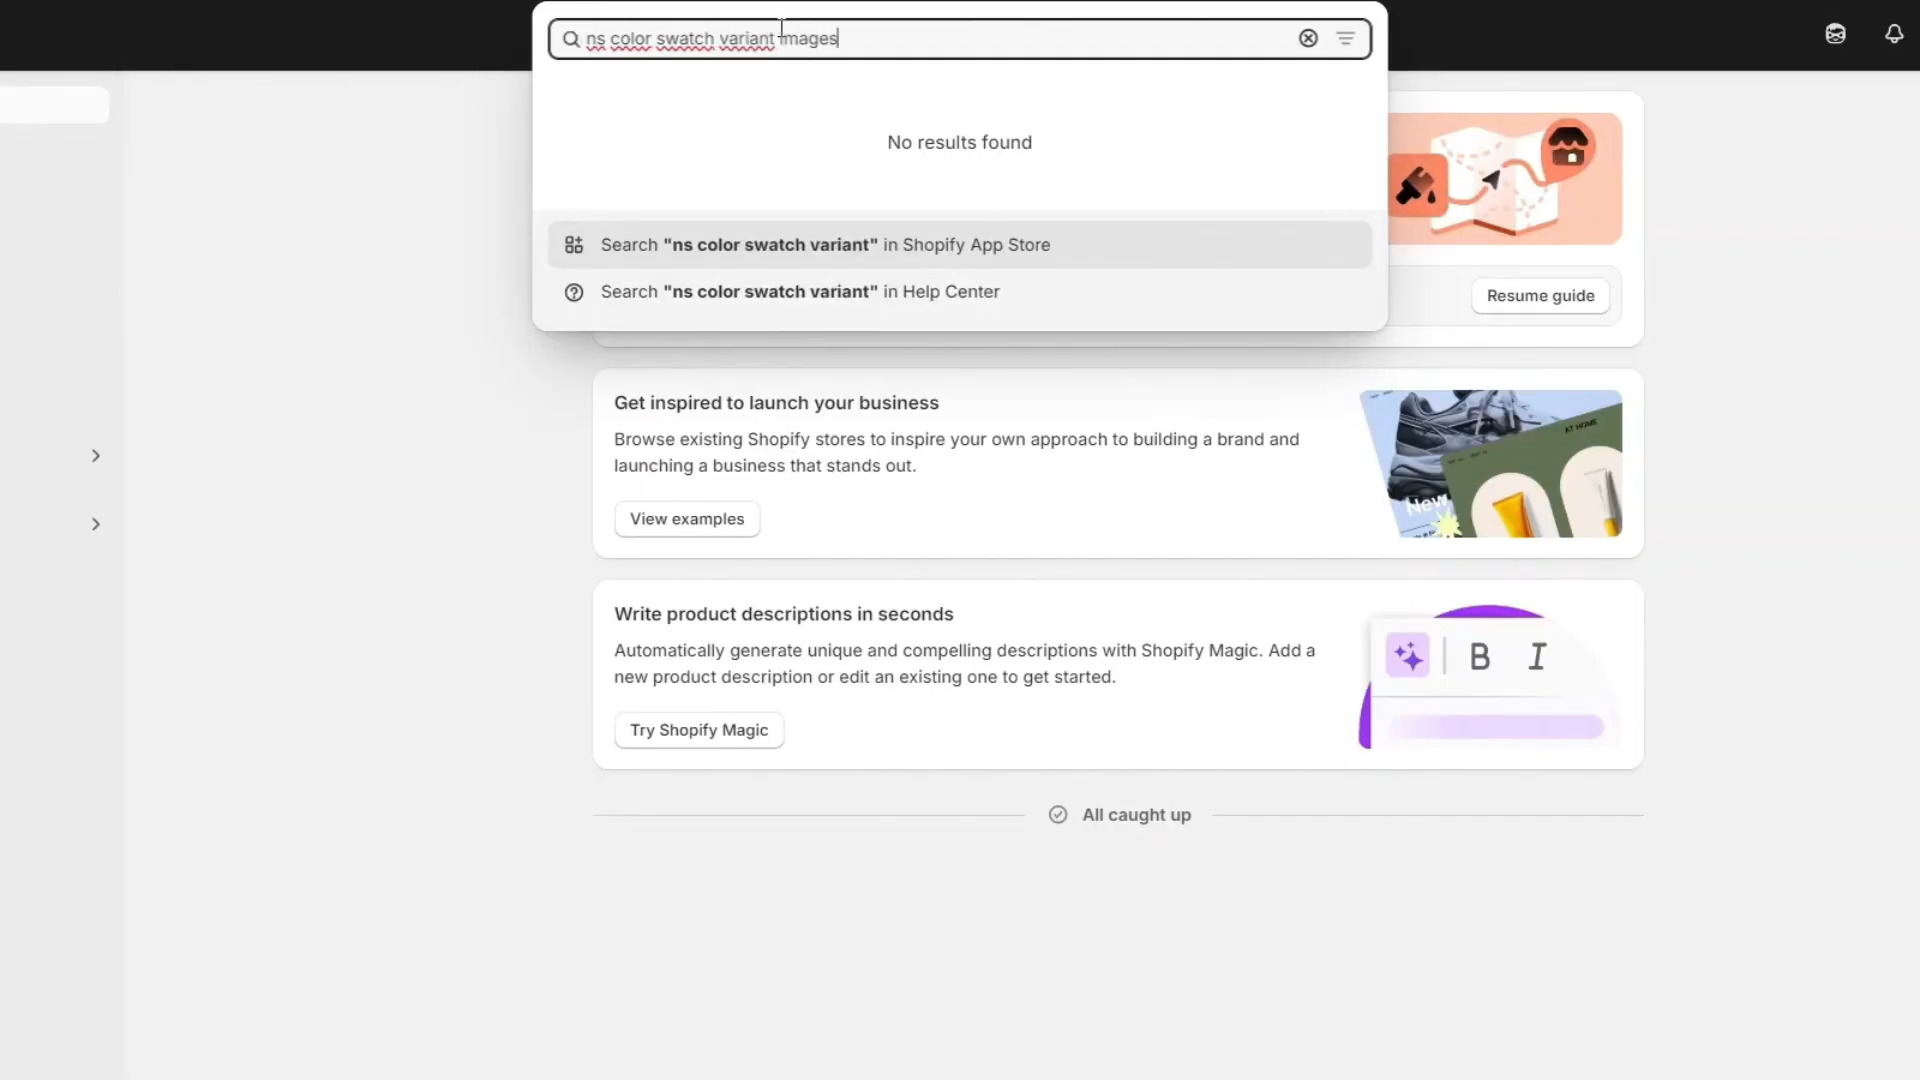 ns color swatch variant images
No results found
Search "ns color swatch variant" in Shopify App Store
Search "ns color swatch variant" in Help Center
Resume guide
Get inspired to launch your business
Browse existing Shopify stores to inspire your own approach to building a brand and
launching a business that stands out.
View examples
AT HOME
New
Write product descriptions in seconds
Automatically generate unique and compelling descriptions with Shopify Magic. Add a
new product description or edit an existing one to get started.
Try Shopify Magic
B I
All caught up